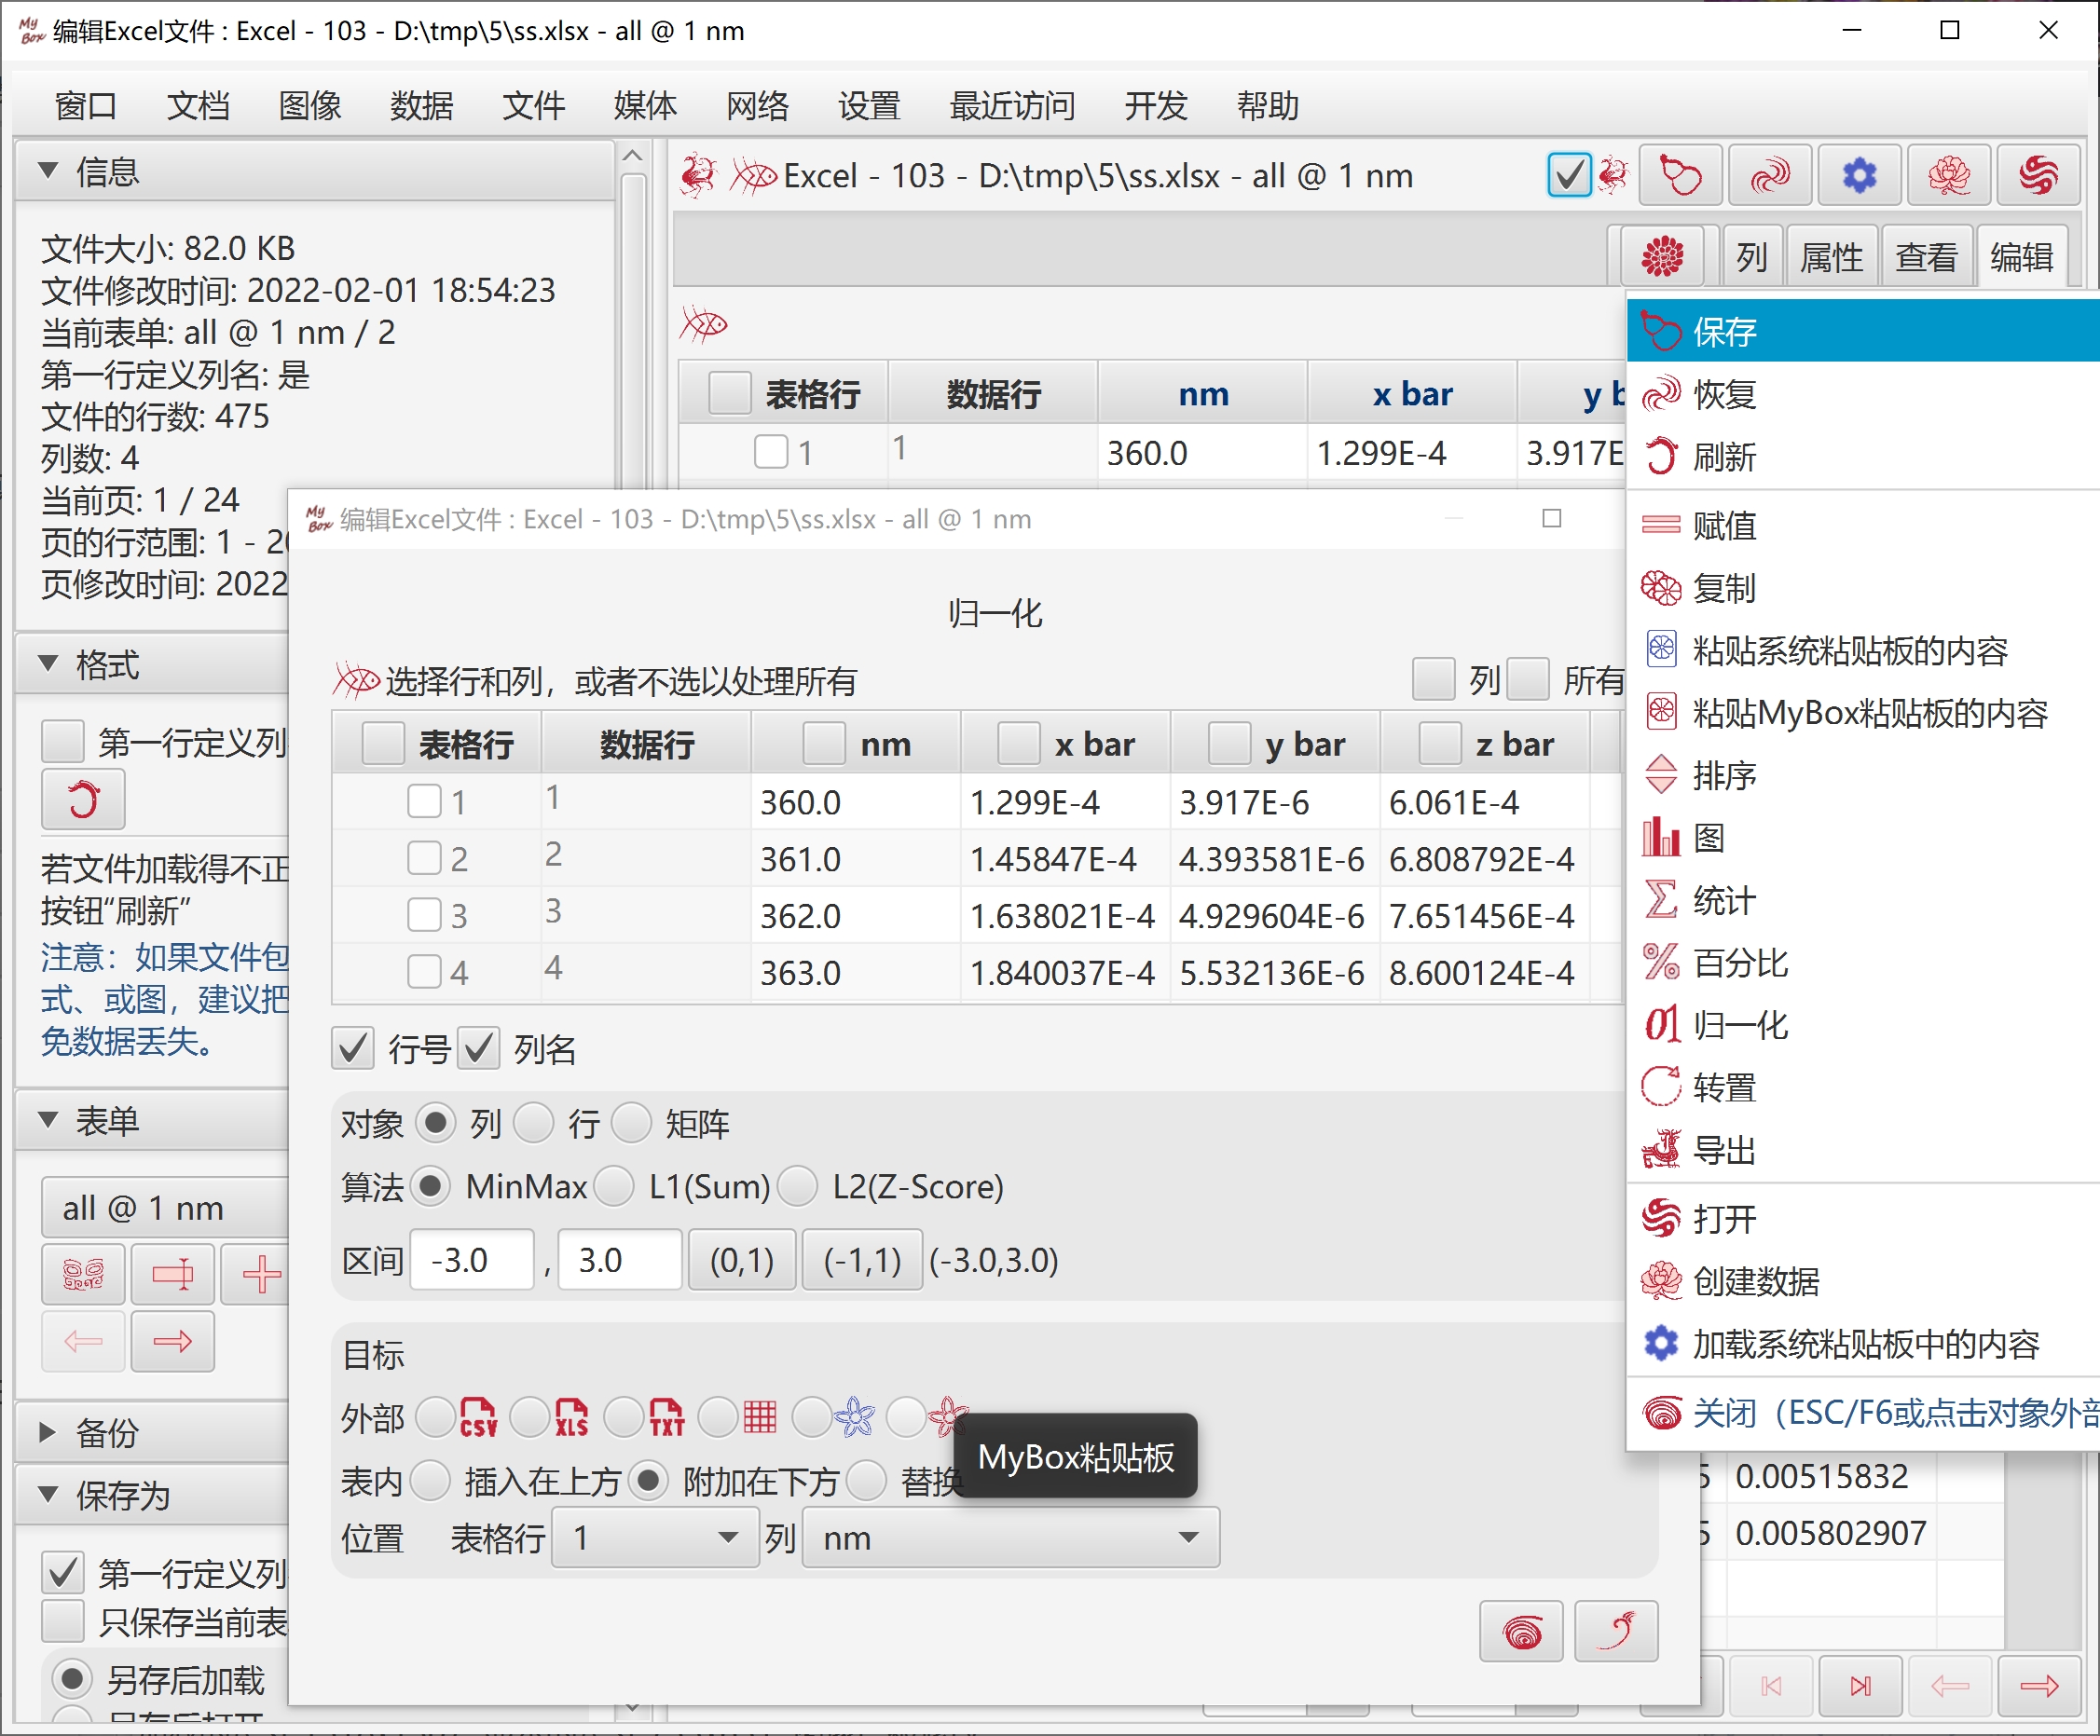 My Box 编辑Excel文件 : Excel - 103 - D:\tmp\5\ss.xlsx - all @ 1 nm
窗口 文档 图像 数据 文件 媒体 网络 设置 最近访问 开发 帮助
信息
文件大小: 82.0 KB
文件修改时间: 2022-02-01 18:54:23
当前表单: all @ 1 nm / 2
第一行定义列名: 是
文件的行数: 475
列数: 4
当前页: 1 / 24
页的行范围: 1 - 2
页修改时间: 2022
格式
第一行定义列
若文件加载得不正
按钮“刷新”
注意：如果文件包
式、或图，建议把
免数据丢失。
表单
all @ 1 nm
备份
保存为
第一行定义列
只保存当前表
另存后加载
另存后打开
Excel - 103 - D:\tmp\5\ss.xlsx - all @ 1 nm
列 属性 查看 编辑
表格行 数据行 nm x bar y b
1 1 360.0 1.299E-4 3.917E
My Box 编辑Excel文件 : Excel - 103 - D:\tmp\5\ss.xlsx - all @ 1 nm
归一化
选择行和列，或者不选以处理所有 列 所有
表格行 数据行 nm x bar y bar z bar
1 1 360.0 1.299E-4 3.917E-6 6.061E-4
2 2 361.0 1.45847E-4 4.393581E-6 6.808792E-4
3 3 362.0 1.638021E-4 4.929604E-6 7.651456E-4
4 4 363.0 1.840037E-4 5.532136E-6 8.600124E-4
行号 列名
对象 列 行 矩阵
算法 MinMax L1(Sum) L2(Z-Score)
区间 -3.0 , 3.0 (0,1) (-1,1) (-3.0,3.0)
目标
外部 CSV XLS TXT
MyBox粘贴板
表内 插入在上方 附加在下方 替换
位置 表格行 1 列 nm
保存
恢复
刷新
赋值
复制
粘贴系统粘贴板的内容
粘贴MyBox粘贴板的内容
排序
图
统计
% 百分比
01 归一化
转置
导出
打开
创建数据
加载系统粘贴板中的内容
关闭（ESC/F6或点击对象外部
5 0.00515832
5 0.005802907